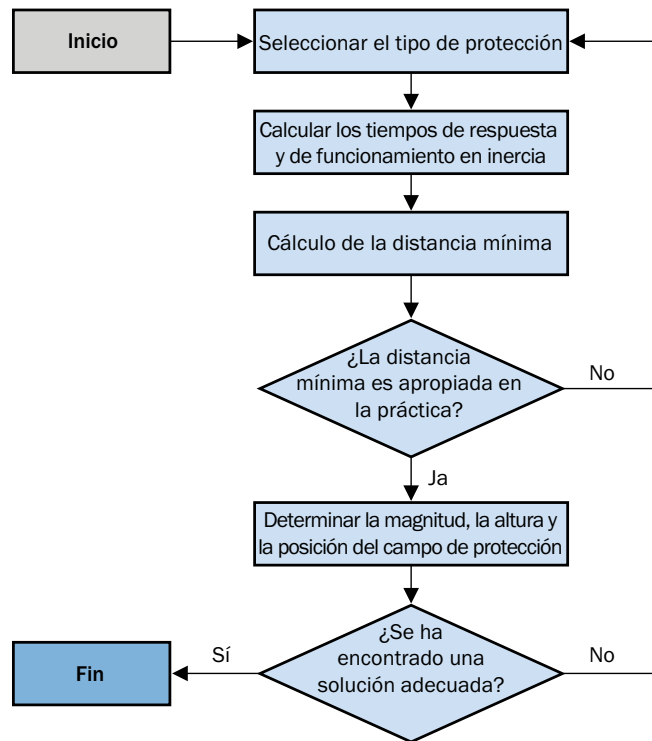 Inicio
Seleccionar el tipo de protección
Calcular los tiempos de respuesta
y de funcionamiento en inercia
Cálculo de la distancia mínima
¿La distancia
mínima es apropiada en
la práctica?
No
Ja
Determinar la magnitud, la altura y
la posición del campo de protección
¿Se ha
encontrado una
solución adecuada?
Sí
No
Fin